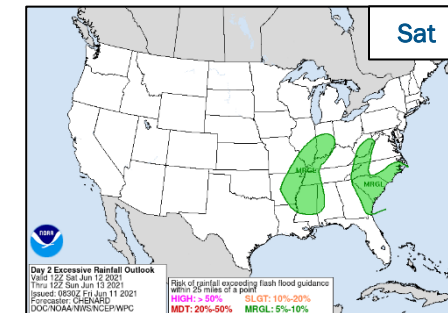 Sat
MRGL
MRGL
NOAA
Day 2 Excessive Rainfall Outlook
Valid 12Z Sat Jun 12 2021
Thru 12Z Sun Jun 13 2021
Issued: 0830Z Fri Jun 11 2021
Forecaster: CHENARD
DOC/NOAA/NWS/NCEP/WPC
Risk of rainfall exceeding flash flood guidance
within 25 miles of a point
HIGH: > 50% SLGT: 10%-20%
MDT: 20%-50% MRGL: 5%-10%